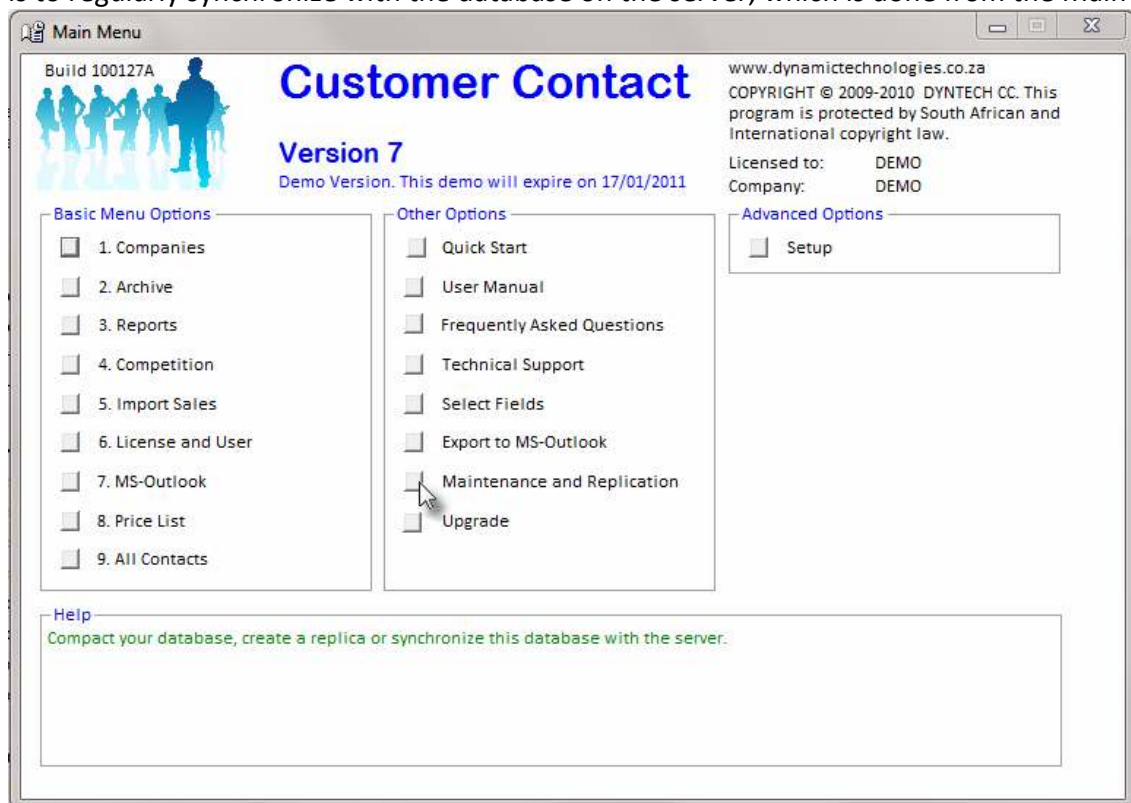 is to regularly synchronize with the database on the server, which is done from the main
Main Menu
Build 100127A
Customer Contact
Version 7
Demo Version. This demo will expire on 17/01/2011
www.dynamictechnologies.co.za
COPYRIGHT © 2009-2010 DYNTECH CC. This
program is protected by South African and
International copyright law.
Licensed to: DEMO
Company: DEMO
Basic Menu Options
1. Companies
2. Archive
3. Reports
4. Competition
5. Import Sales
6. License and User
7. MS-Outlook
8. Price List
9. All Contacts
Other Options
Quick Start
User Manual
Frequently Asked Questions
Technical Support
Select Fields
Export to MS-Outlook
Maintenance and Replication
Upgrade
Advanced Options
Setup
Help
Compact your database, create a replica or synchronize this database with the server.